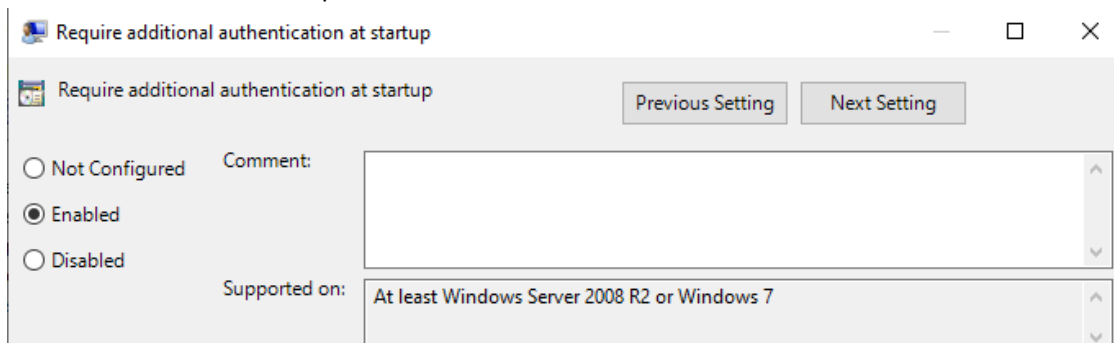 Require additional authentication at startup
Require additional authentication at startup
Previous Setting
Next Setting
Not Configured
Comment:
Enabled
Disabled
Supported on:
At least Windows Server 2008 R2 or Windows 7